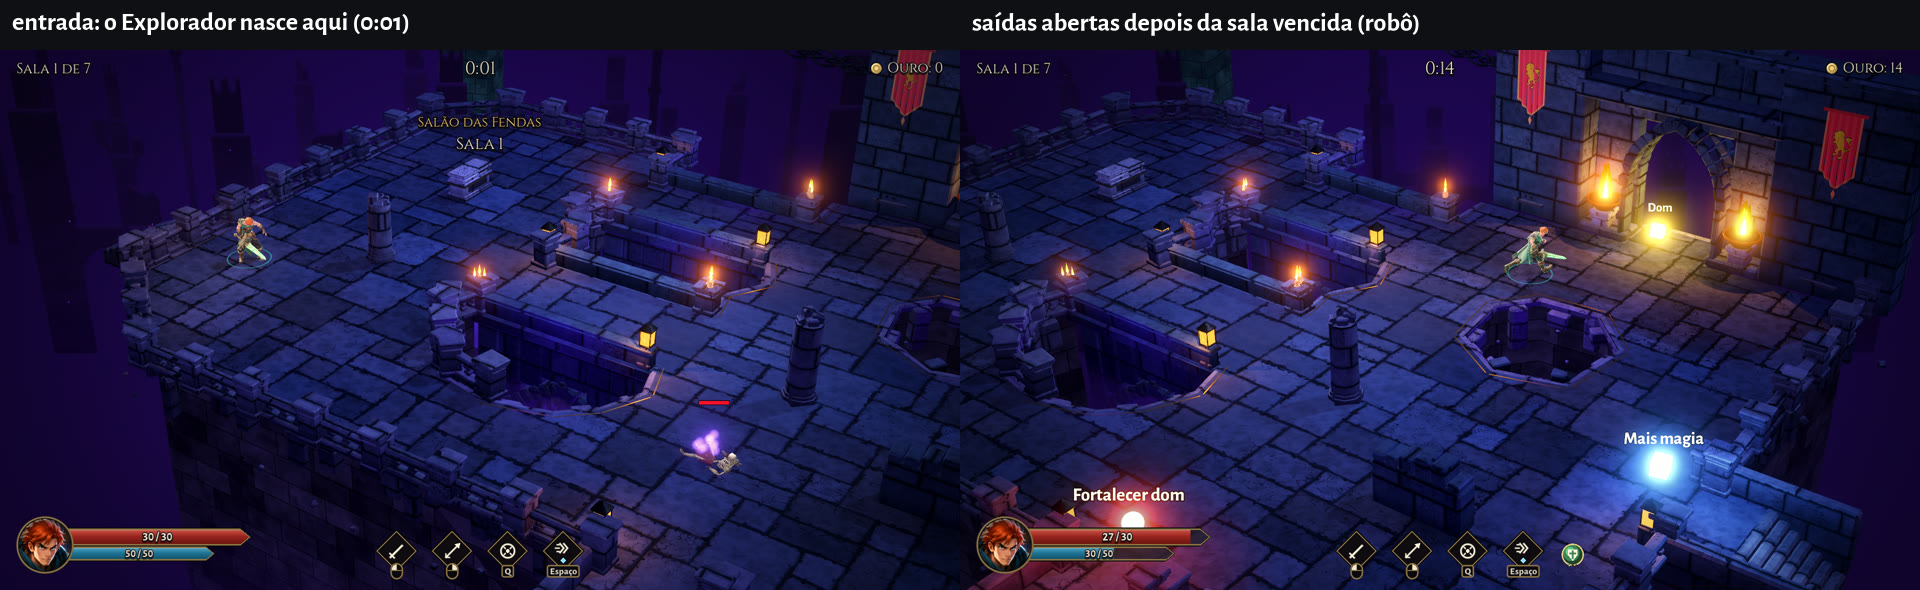 entrada: o Explorador nasce aqui (0:01)
SALA 1 DE 7
0:01
OURO: 0
SALÃO DAS FENDAS
SALA 1
30/30
50/50
Q
Espaço
saídas abertas depois da sala vencida (robô)
SALA 1 DE 7
0:14
OURO: 14
Dom
Mais magia
Fortalecer dom
27/30
30/50
Q
Espaço